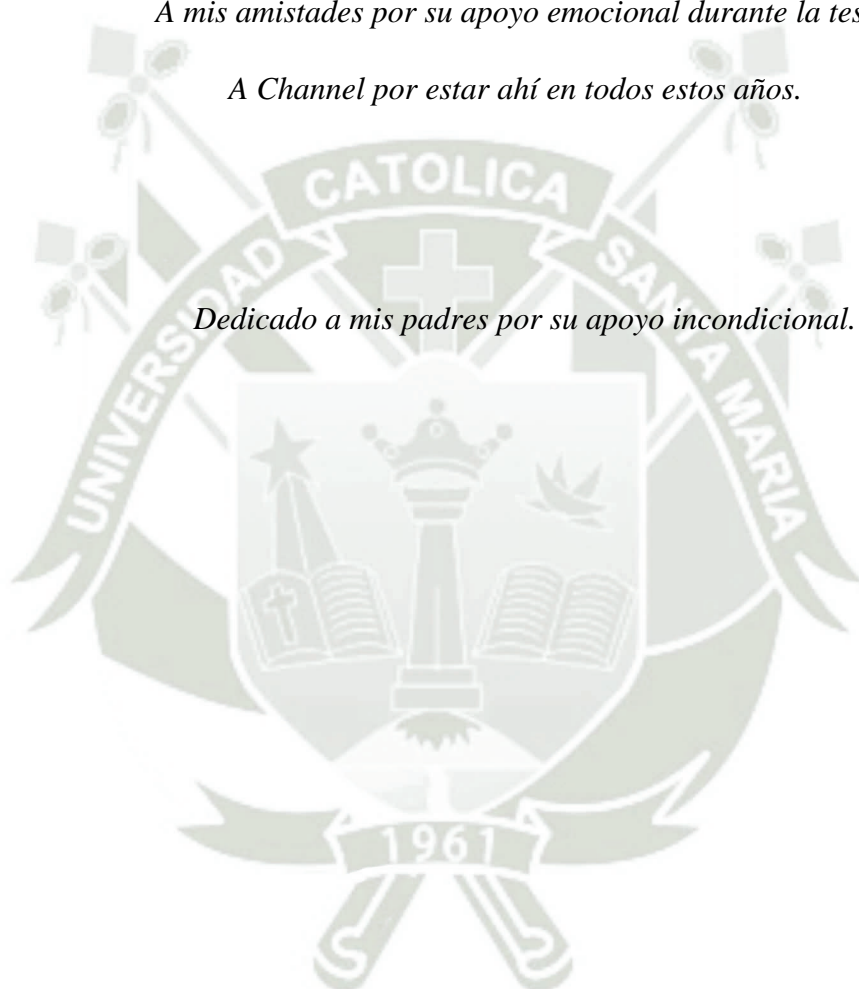 A mis amistades por su apoyo emocional durante la
A Channel por estar ahí en todos estos años.
CATOLICA
UNIVERSIDAD
SANTA MARIA
Dedicado a mis padres por su apoyo incondicional.
1961